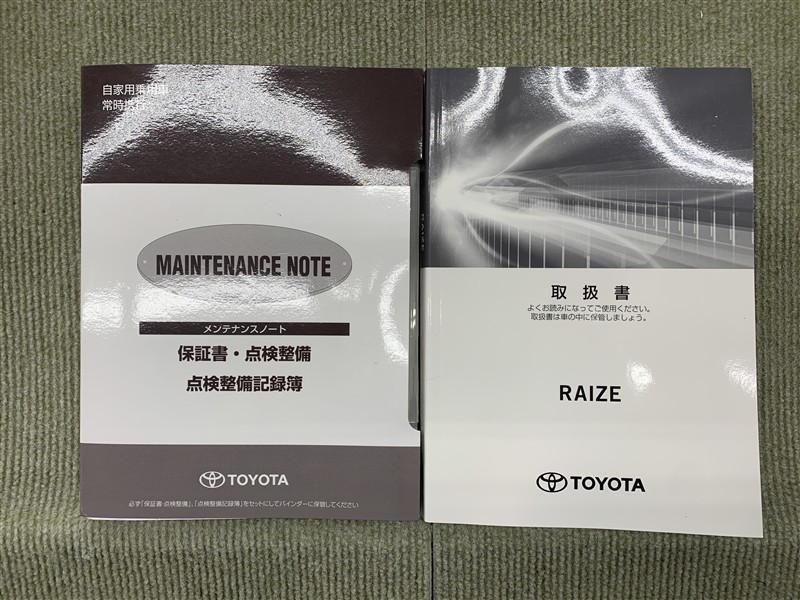 自家用乗用車
常時携行
MAINTENANCE NOTE
メンテナンスノート
保証書・点検整備
点検整備記録簿
TOYOTA
必ず「保証書・点検整備」、「点検整備記録簿」をセットにしてバインダーに保管してください
RAIZE
取扱書
よくお読みになってご使用ください。
取扱書は車の中に保管しましょう。
RAIZE
TOYOTA